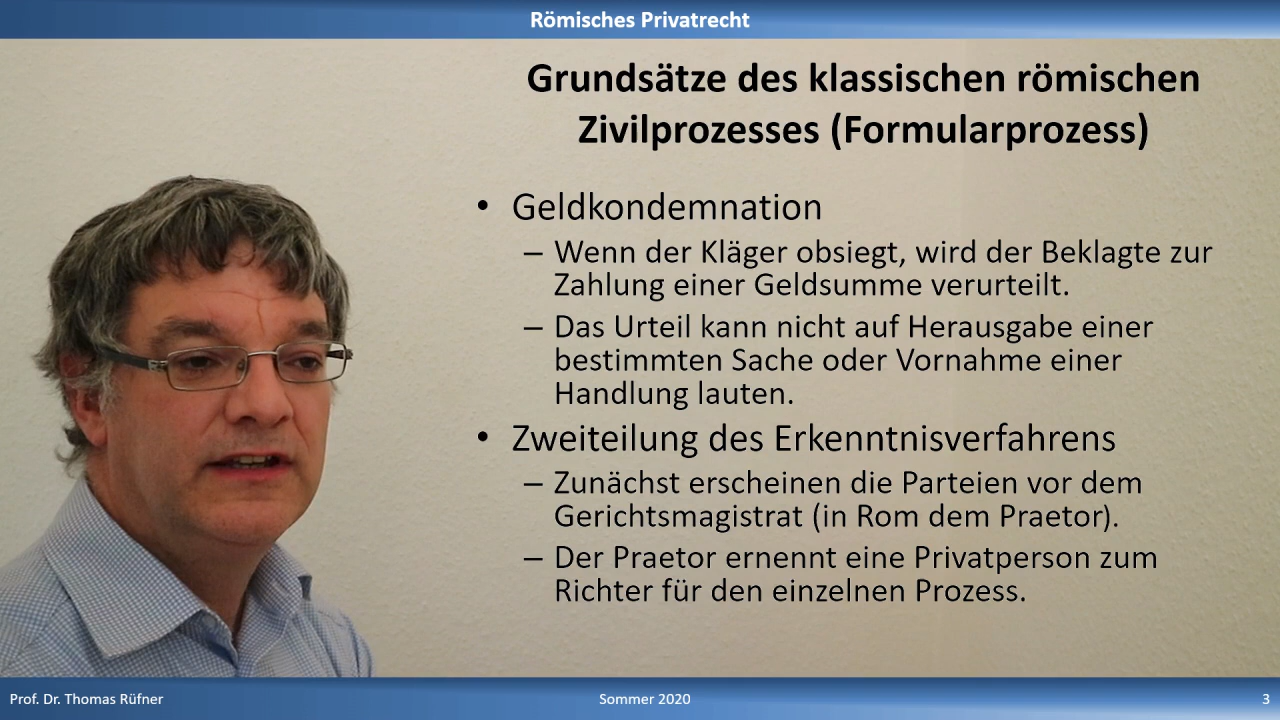 Römisches Privatrecht
Grundsätze des klassischen römischen
Zivilprozesses (Formularprozess)
• Geldkondemnation
– Wenn der Kläger obsiegt, wird der Beklagte zur
Zahlung einer Geldsumme verurteilt.
– Das Urteil kann nicht auf Herausgabe einer
bestimmten Sache oder Vornahme einer
Handlung lauten.
• Zweiteilung des Erkenntnisverfahrens
– Zunächst erscheinen die Parteien vor dem
Gerichtsmagistrat (in Rom dem Praetor).
– Der Praetor ernennt eine Privatperson zum
Richter für den einzelnen Prozess.
Prof. Dr. Thomas Rüfner
Sommer 2020
3